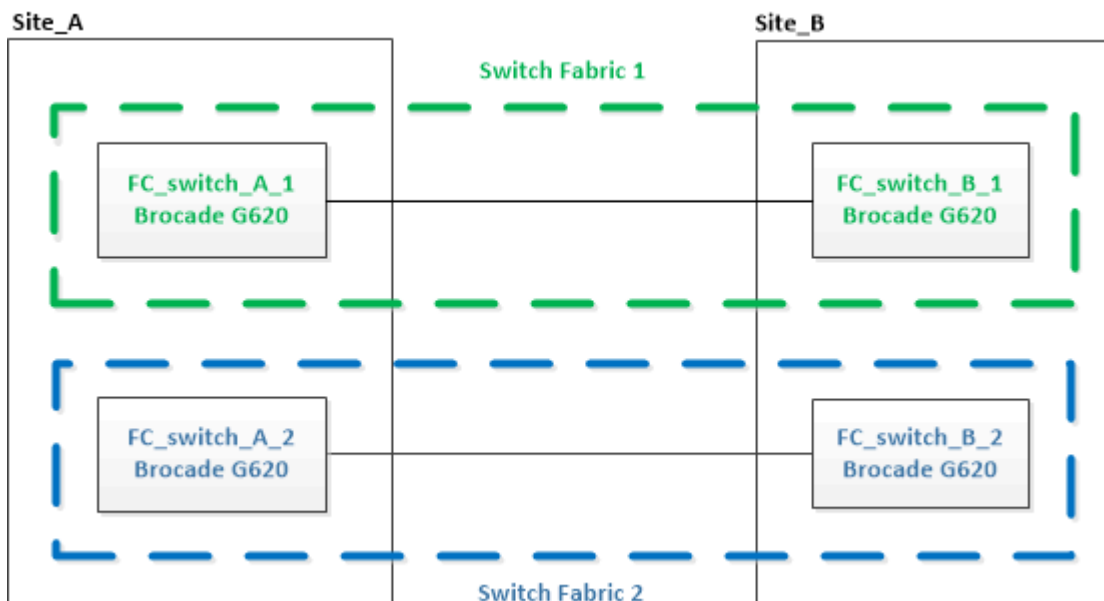 Site_A
Site_B
Switch Fabric 1
FC_switch_A_1
Brocade G620
FC_switch_B_1
Brocade G620
FC_switch_A_2
Brocade G620
FC_switch_B_2
Brocade G620
Switch Fabric 2